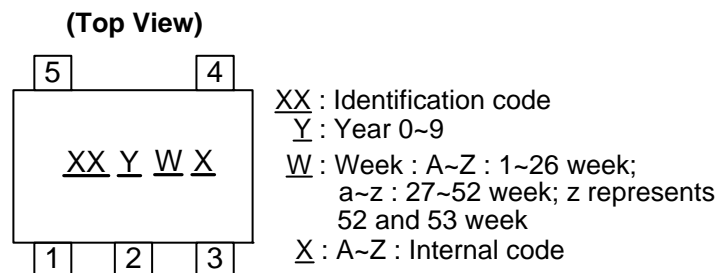 (Top View)
5 4
XX Y W X
1 2 3
XX : Identification code
Y : Year 0~9
W : Week : A~Z : 1~26 week;
a~z : 27~52 week; z represents
52 and 53 week
X : A~Z : Internal code